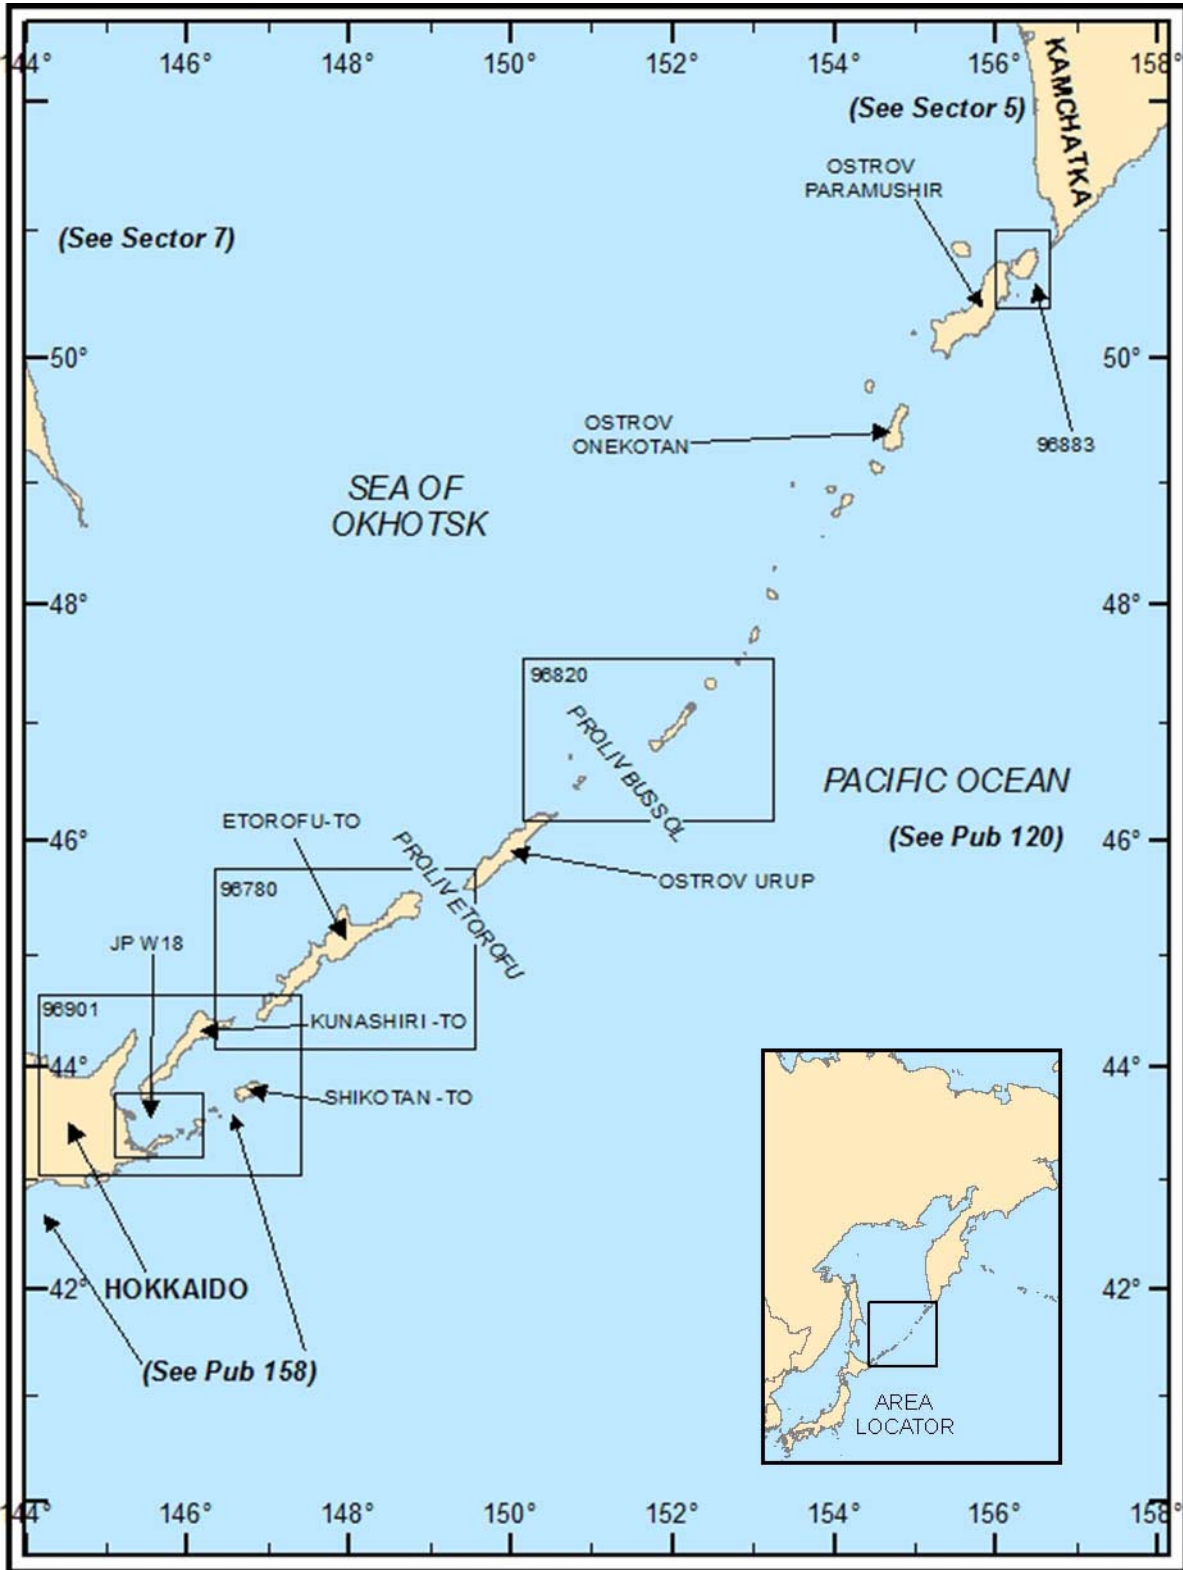 144° 146° 148° 150° 152° 154° 156° 158°
KAMCHATKA
(See Sector 5)
OSTROV
PARAMUSHIR
(See Sector 7)
50° 50°
OSTROV
ONEKOTAN
96883
SEA OF
OKHOTSK
48° 48°
96820
PROLIV BUSSOL
PACIFIC OCEAN
ETOROFU-TO
46° 46°
(See Pub 120)
PROLIV ETOROFU
96780
OSTROV URUP
JP W18
96901
KUNASHIRI -TO
44° 44°
SHIKOTAN -TO
HOKKAIDO
42° 42°
(See Pub 158)
AREA
LOCATOR
144° 146° 148° 150° 152° 154° 156° 158°